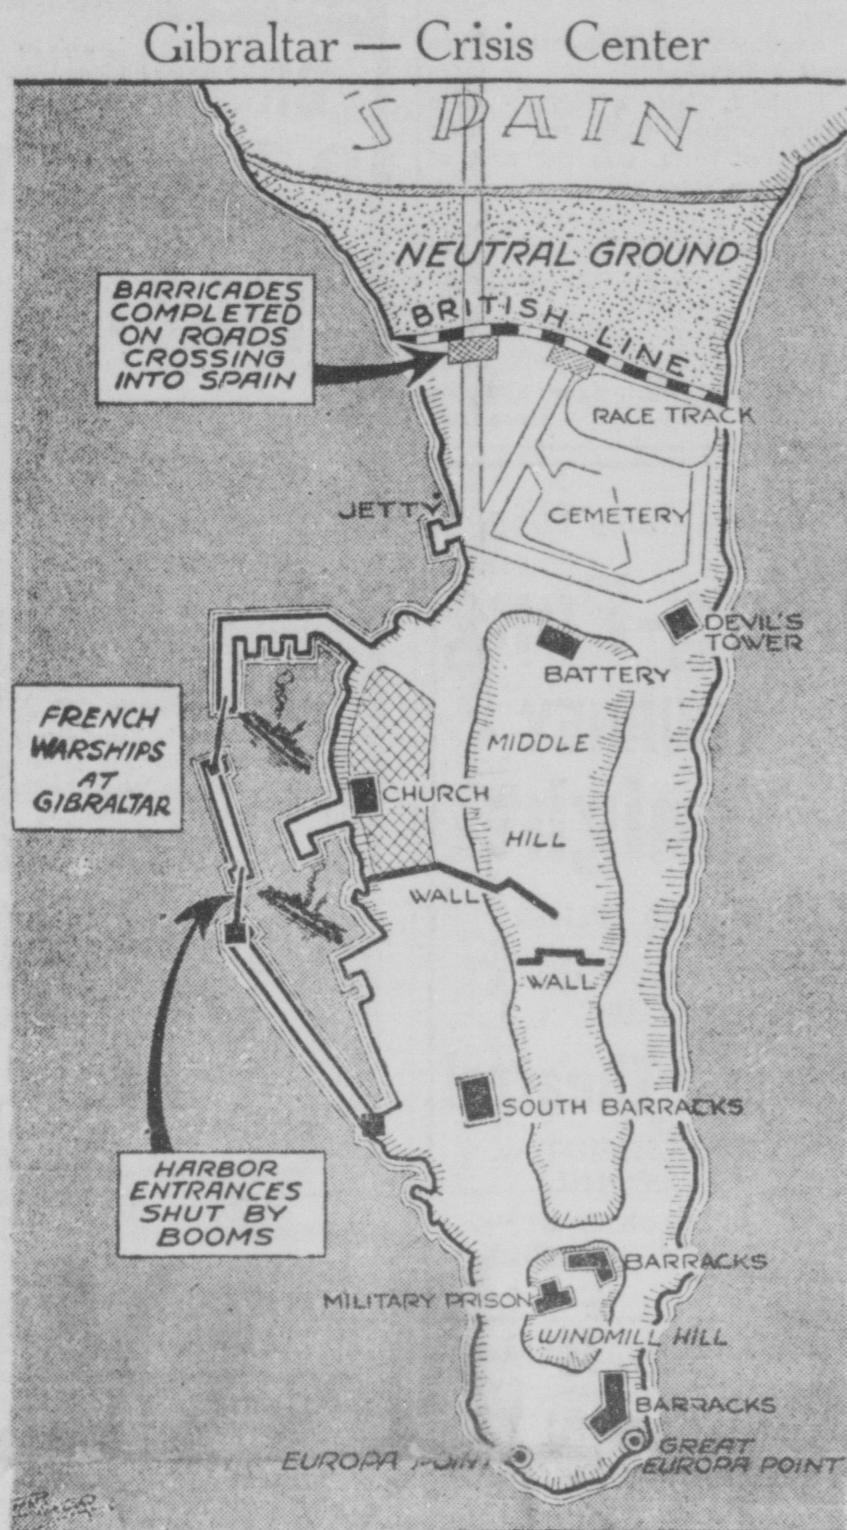 Gibraltar — Crisis Center
SPAIN
NEUTRAL GROUND
BRITISH LINE
BARRICADES
COMPLETED
ON ROADS
CROSSING
INTO SPAIN
RACE TRACK
JETTY
CEMETERY
DEVIL'S
TOWER
BATTERY
FRENCH
WARSHIPS
AT
GIBRALTAR
MIDDLE
HILL
CHURCH
WALL
WALL
SOUTH BARRACKS
HARBOR
ENTRANCES
SHUT BY
BOOMS
BARRACKS
MILITARY PRISON
WINDMILL HILL
BARRACKS
EUROPA POINT
GREAT
EUROPA POINT